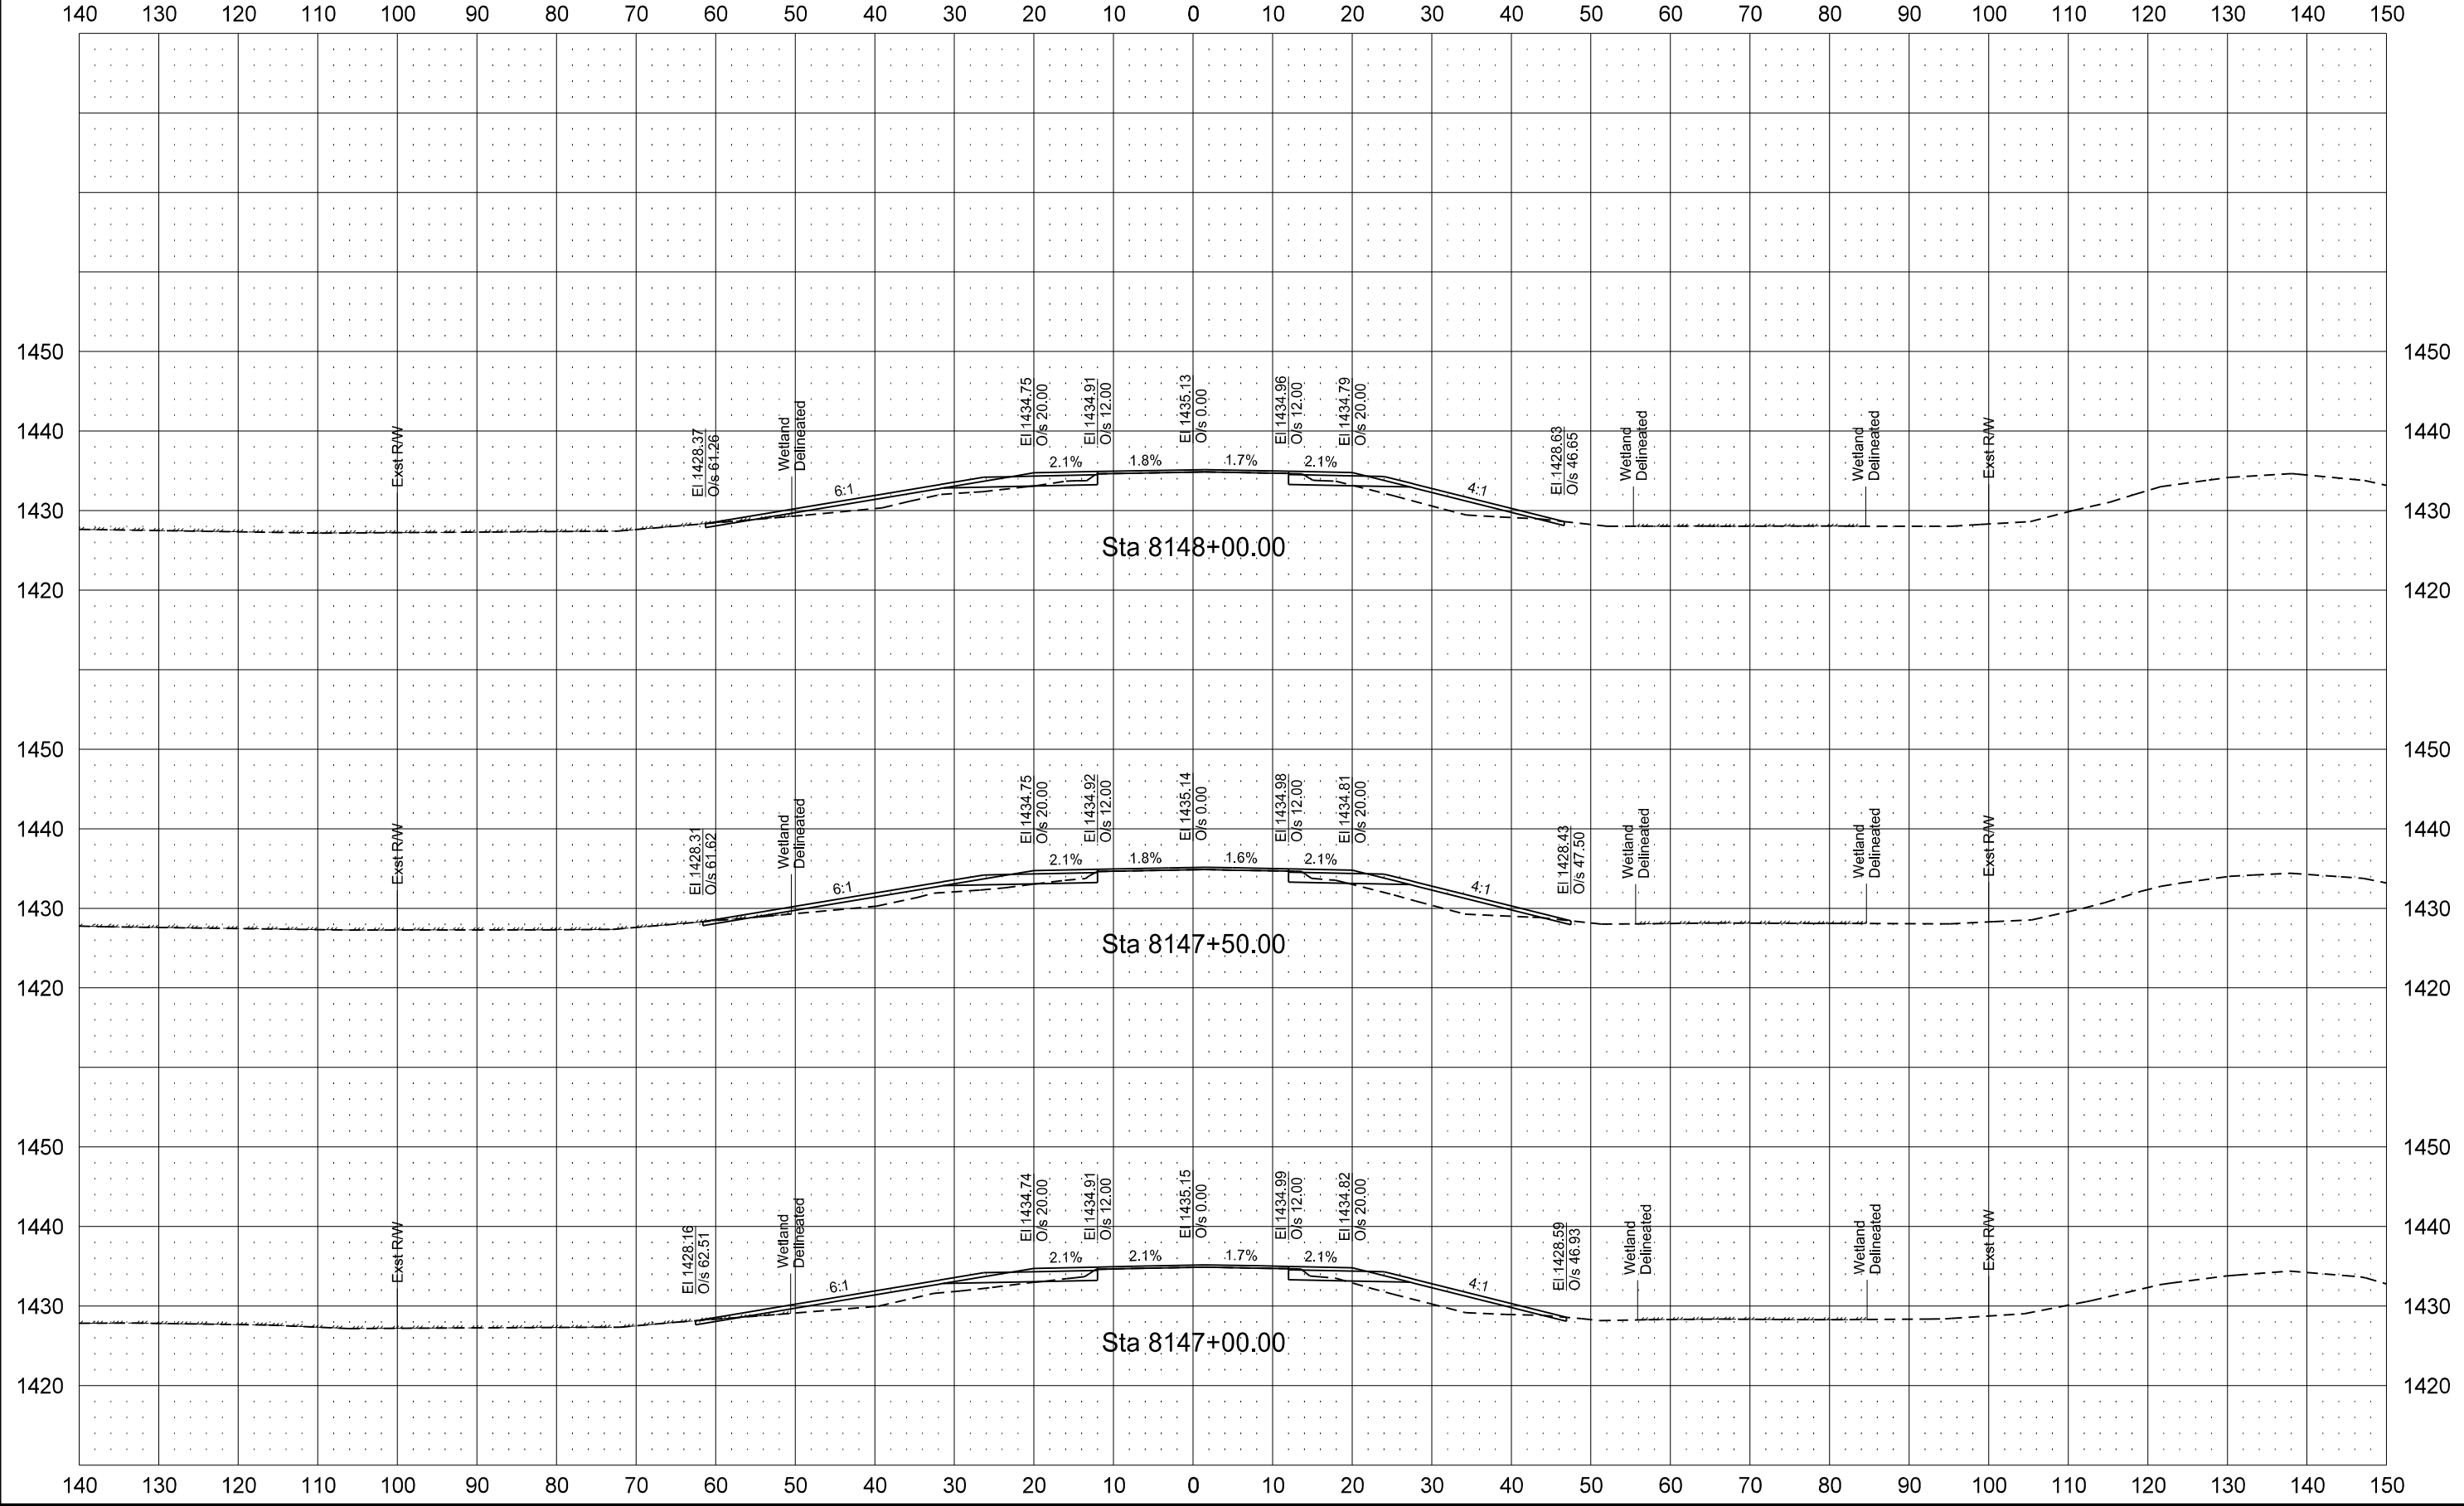 140 130 120 110 100 90 80 70 60 50 40 30 20 10 0 10 20 30 40 50 60 70 80 90 100 110 120 130 140 150
1450 1450
El 1434.75
O/s 20.00
El 1434.91
O/s 12.00
El 1435.13
O/s 0.00
El 1434.96
O/s 12.00
El 1434.79
O/s 20.00
1440 1440
Exst R/W
El 1428.37
O/s 61.26
Wetland
Delineated
El 1428.63
O/s 46.65
Wetland
Delineated
Wetland
Delineated
Exst R/W
6:1 2.1% 1.8% 1.7% 2.1% 4:1
1430 1430
Sta 8148+00.00
1420 1420
1450 1450
El 1434.75
O/s 20.00
El 1434.92
O/s 12.00
El 1435.14
O/s 0.00
El 1434.98
O/s 12.00
El 1434.81
O/s 20.00
1440 1440
Exst R/W
El 1428.31
O/s 61.62
Wetland
Delineated
El 1428.43
O/s 47.50
Wetland
Delineated
Wetland
Delineated
Exst R/W
6:1 2.1% 1.8% 1.6% 2.1% 4:1
1430 1430
Sta 8147+50.00
1420 1420
1450 1450
El 1434.74
O/s 20.00
El 1434.91
O/s 12.00
El 1435.15
O/s 0.00
El 1434.99
O/s 12.00
El 1434.82
O/s 20.00
1440 1440
Exst R/W
El 1428.16
O/s 62.51
Wetland
Delineated
El 1428.59
O/s 46.93
Wetland
Delineated
Wetland
Delineated
Exst R/W
6:1 2.1% 2.1% 1.7% 2.1% 4:1
1430 1430
Sta 8147+00.00
1420 1420
140 130 120 110 100 90 80 70 60 50 40 30 20 10 0 10 20 30 40 50 60 70 80 90 100 110 120 130 140 150